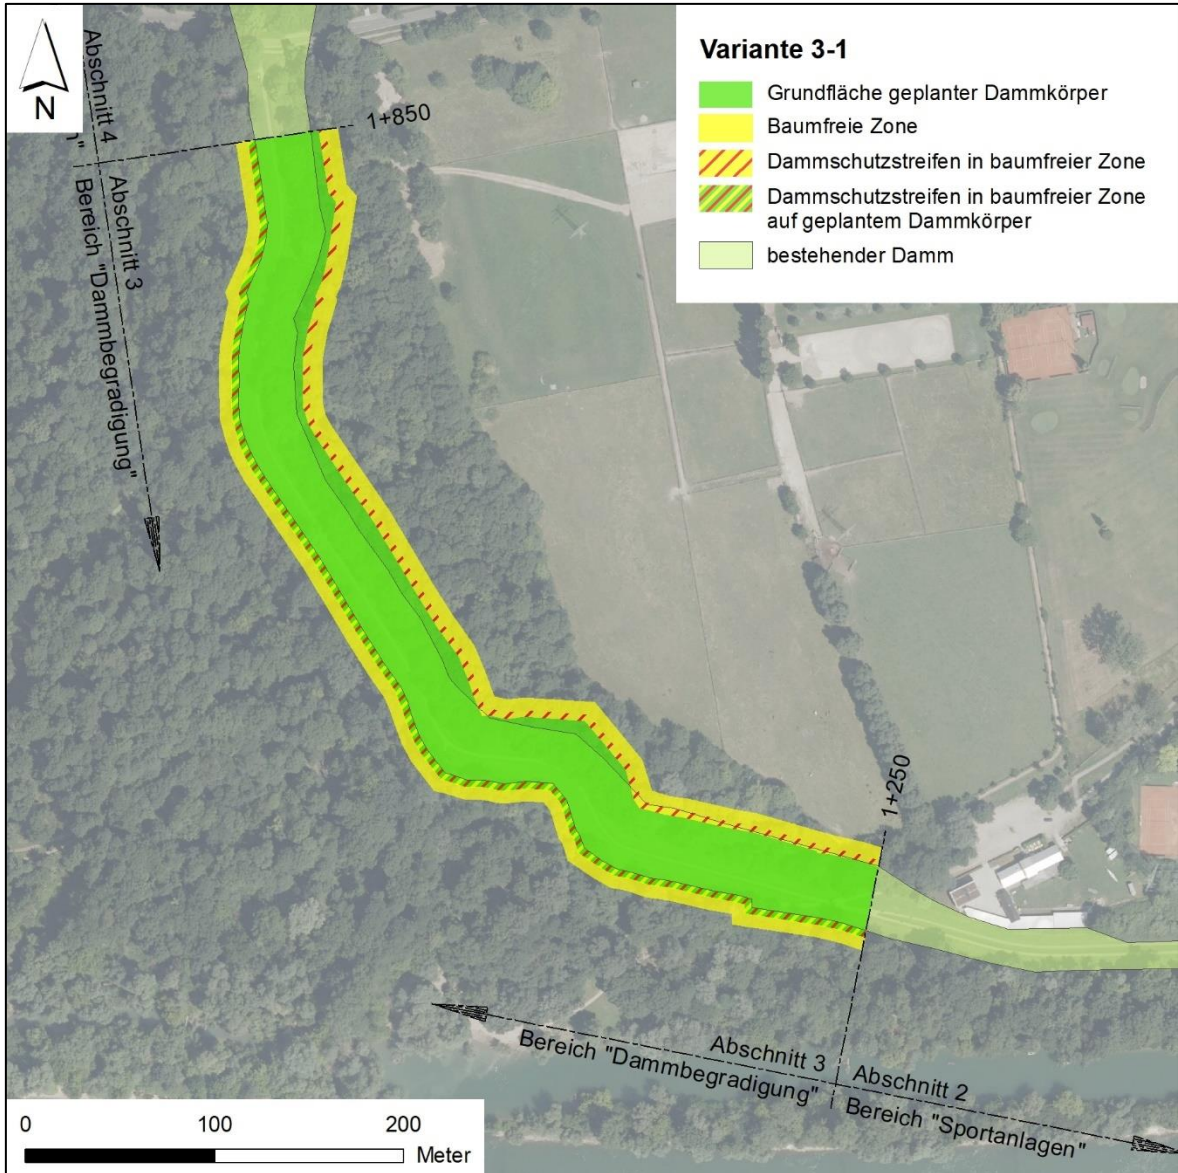 N
Abschnitt 4
"
Abschnitt 3
Bereich "Dammbegradigung"
1+850
Variante 3-1
Grundfläche geplanter Dammkörper
Baumfreie Zone
Dammschutzstreifen in baumfreier Zone
Dammschutzstreifen in baumfreier Zone
auf geplantem Dammkörper
bestehender Damm
1+250
Abschnitt 3
Bereich "Dammbegradigung"
Abschnitt 2
Bereich "Sportanlagen"
0 100 200
Meter